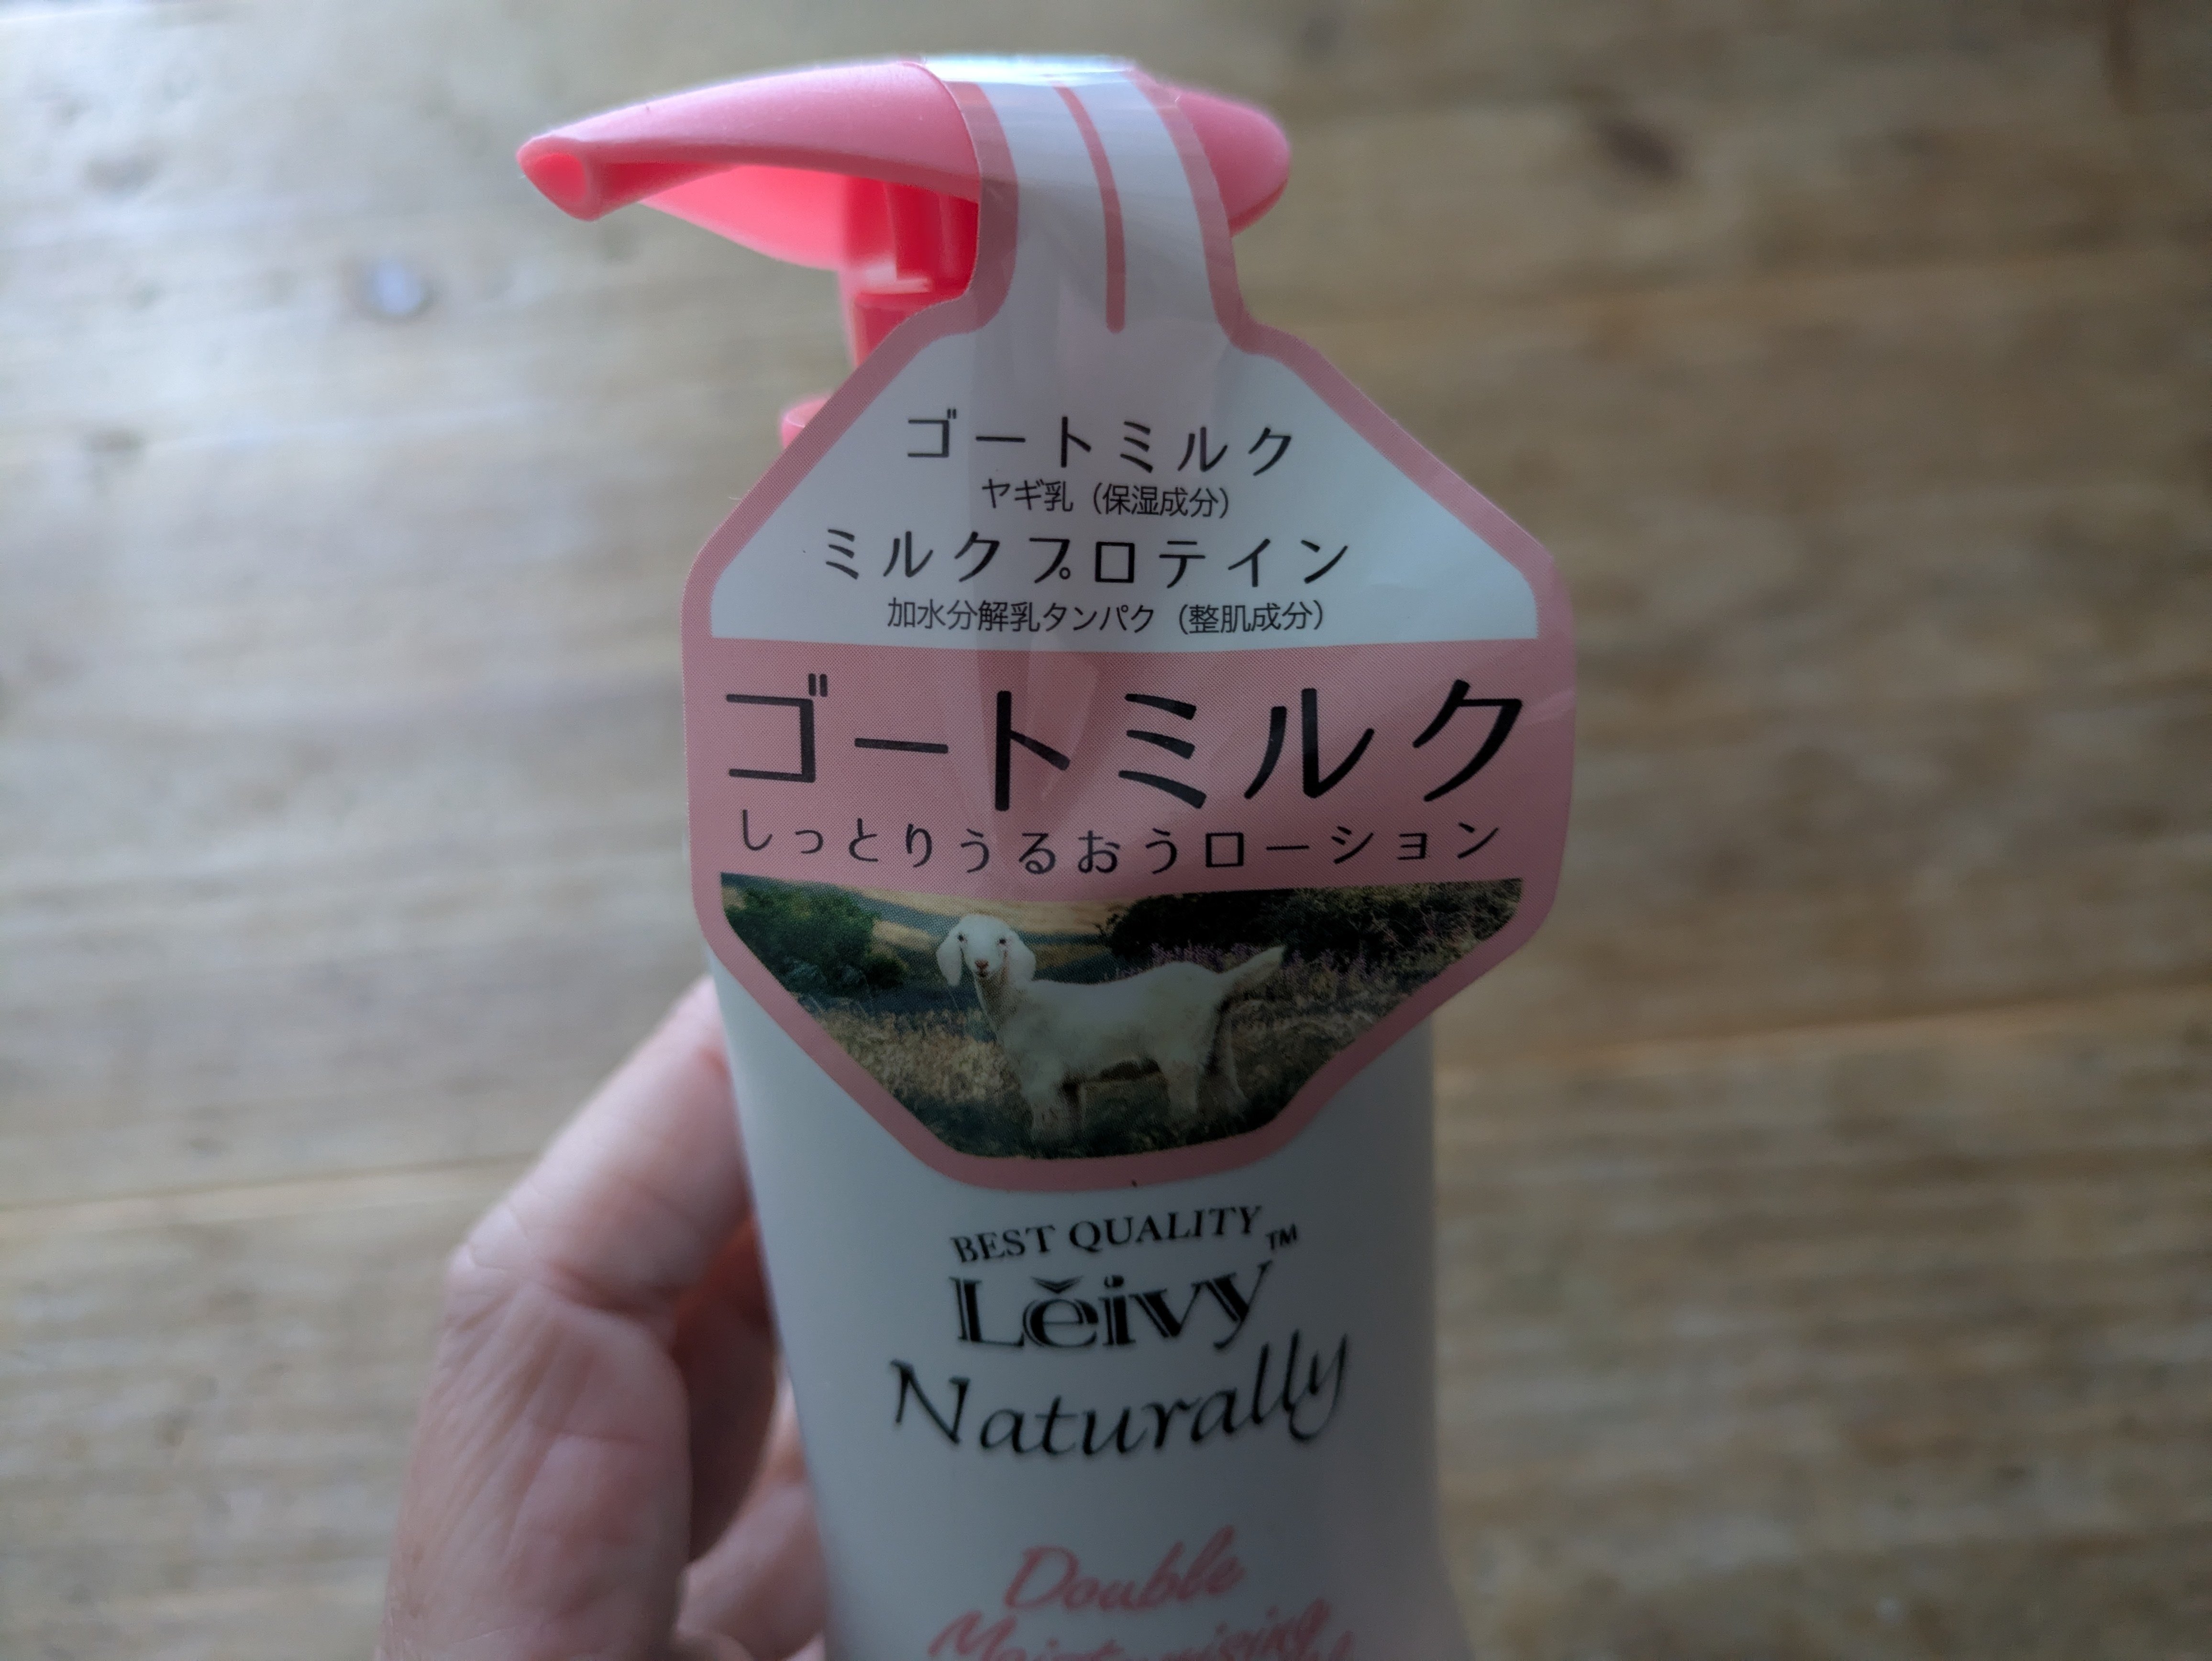 ゴートミルク
ヤギ乳（保湿成分）
ミルクプロテイン
加水分解乳タンパク（整肌成分）
ゴートミルク
しっとりうるおうローション
BEST QUALITY
Lěivy™
Naturally
Double
Moisturising